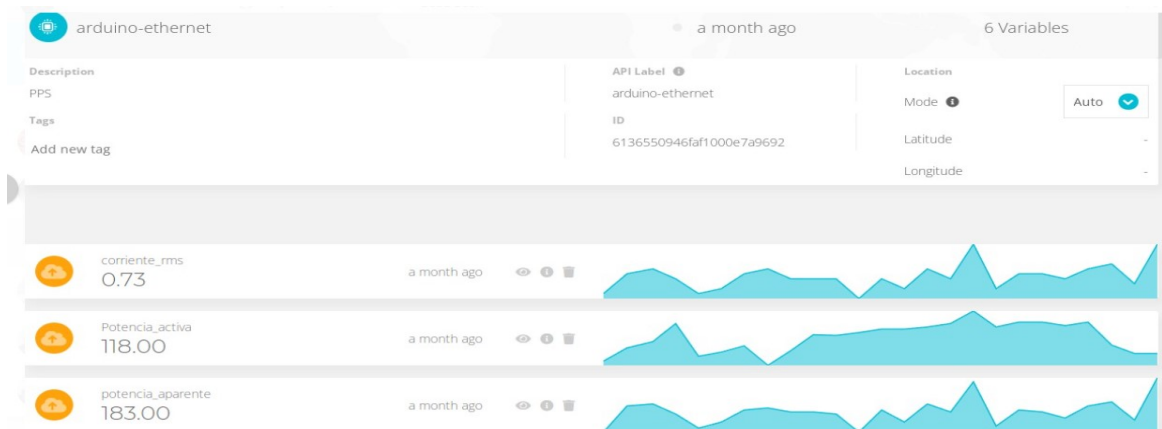 arduino-ethernet a month ago 6 Variables
Description
PPS
Tags
Add new tag
API Label
arduino-ethernet
ID
6136550946faf1000e7a9692
Location
Mode Auto
Latitude -
Longitude -
corriente_rms
0.73 a month ago
Potencia_activa
118.00 a month ago
potencia_aparente
183.00 a month ago